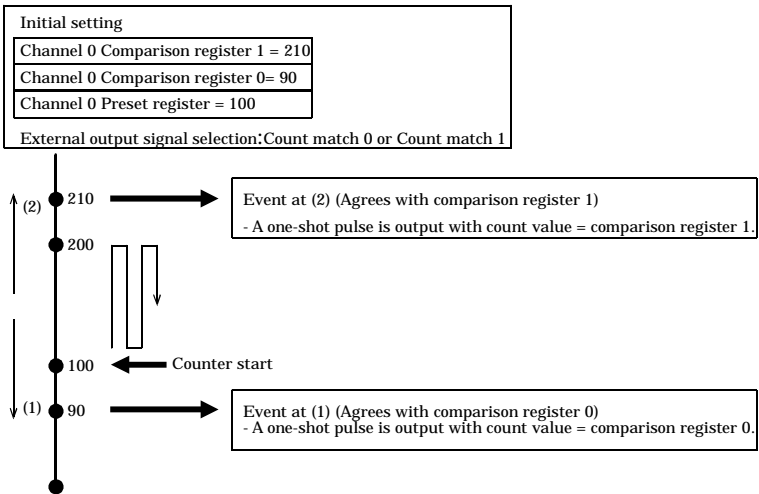 Initial setting
Channel 0 Comparison register 1 = 210
Channel 0 Comparison register 0= 90
Channel 0 Preset register = 100
External output signal selection:Count match 0 or Count match 1
(2)
210
Event at (2) (Agrees with comparison register 1)
- A one-shot pulse is output with count value = comparison register 1.
200
100
Counter start
(1)
90
Event at (1) (Agrees with comparison register 0)
- A one-shot pulse is output with count value = comparison register 0.